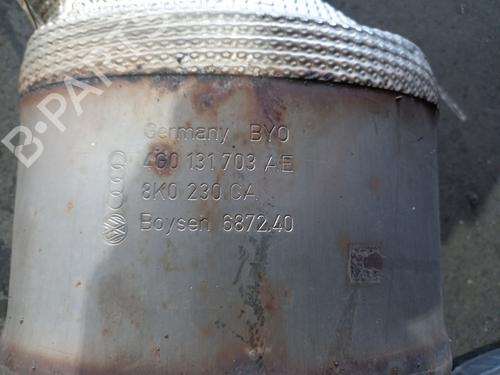 B-PARTS
Germany BYO
4G0 131 703 AE
8K0 230 CA
Boysen 6872.40